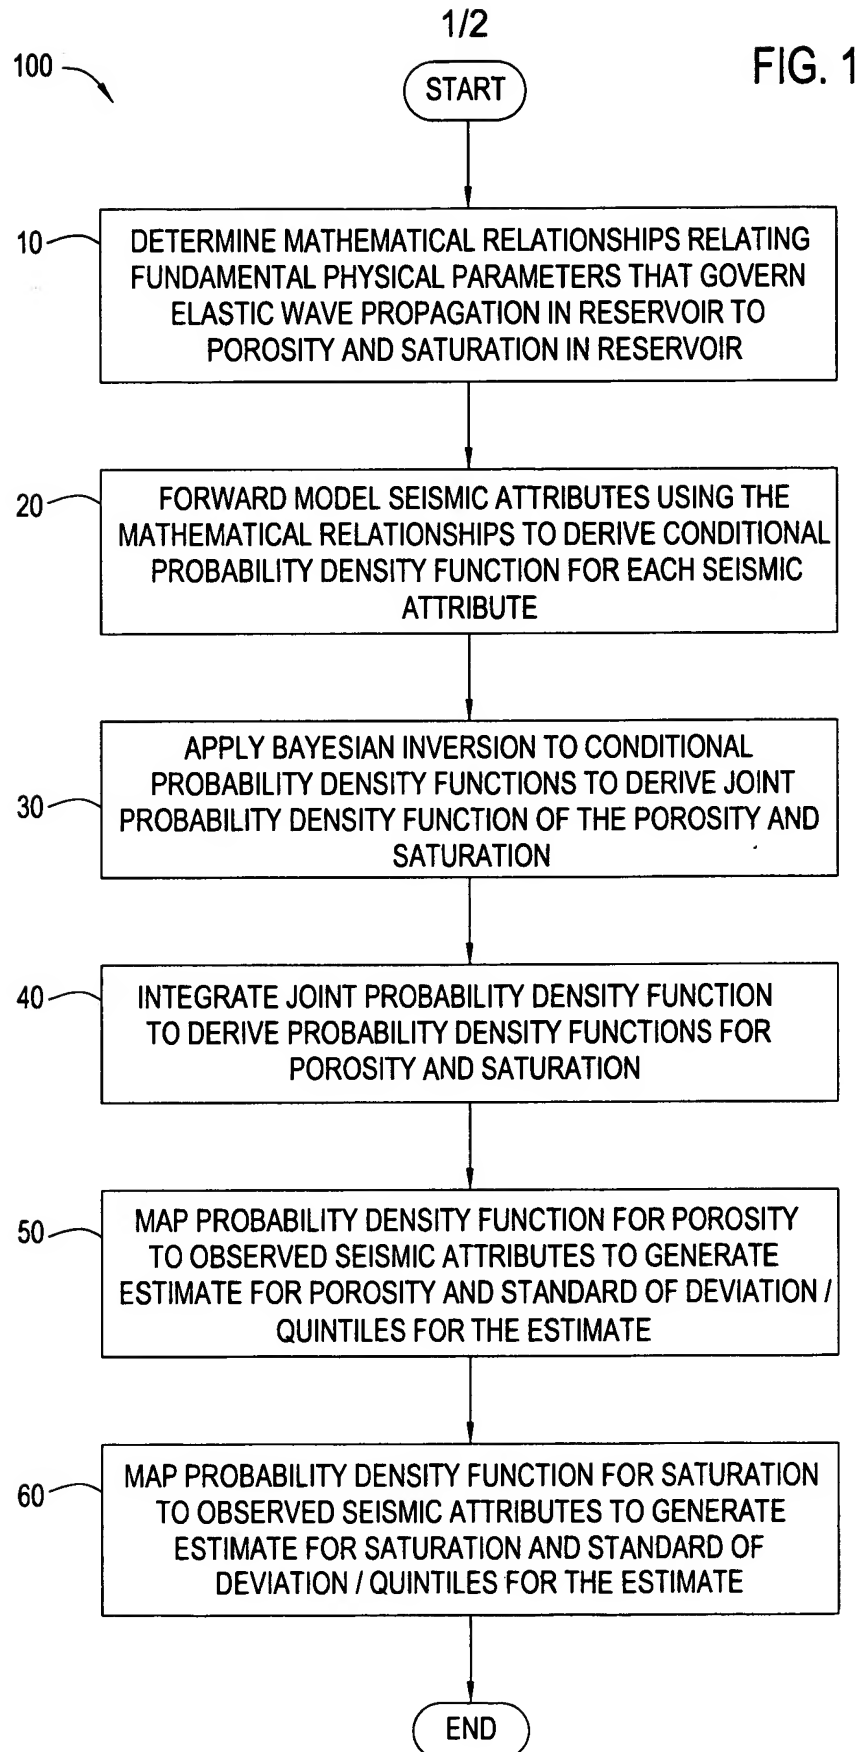 1/2
100
FIG. 1
START
10
DETERMINE MATHEMATICAL RELATIONSHIPS RELATING
FUNDAMENTAL PHYSICAL PARAMETERS THAT GOVERN
ELASTIC WAVE PROPAGATION IN RESERVOIR TO
POROSITY AND SATURATION IN RESERVOIR
20
FORWARD MODEL SEISMIC ATTRIBUTES USING THE
MATHEMATICAL RELATIONSHIPS TO DERIVE CONDITIONAL
PROBABILITY DENSITY FUNCTION FOR EACH SEISMIC
ATTRIBUTE
30
APPLY BAYESIAN INVERSION TO CONDITIONAL
PROBABILITY DENSITY FUNCTIONS TO DERIVE JOINT
PROBABILITY DENSITY FUNCTION OF THE POROSITY AND
SATURATION
40
INTEGRATE JOINT PROBABILITY DENSITY FUNCTION
TO DERIVE PROBABILITY DENSITY FUNCTIONS FOR
POROSITY AND SATURATION
50
MAP PROBABILITY DENSITY FUNCTION FOR POROSITY
TO OBSERVED SEISMIC ATTRIBUTES TO GENERATE
ESTIMATE FOR POROSITY AND STANDARD OF DEVIATION /
QUINTILES FOR THE ESTIMATE
60
MAP PROBABILITY DENSITY FUNCTION FOR SATURATION
TO OBSERVED SEISMIC ATTRIBUTES TO GENERATE
ESTIMATE FOR SATURATION AND STANDARD OF
DEVIATION / QUINTILES FOR THE ESTIMATE
END